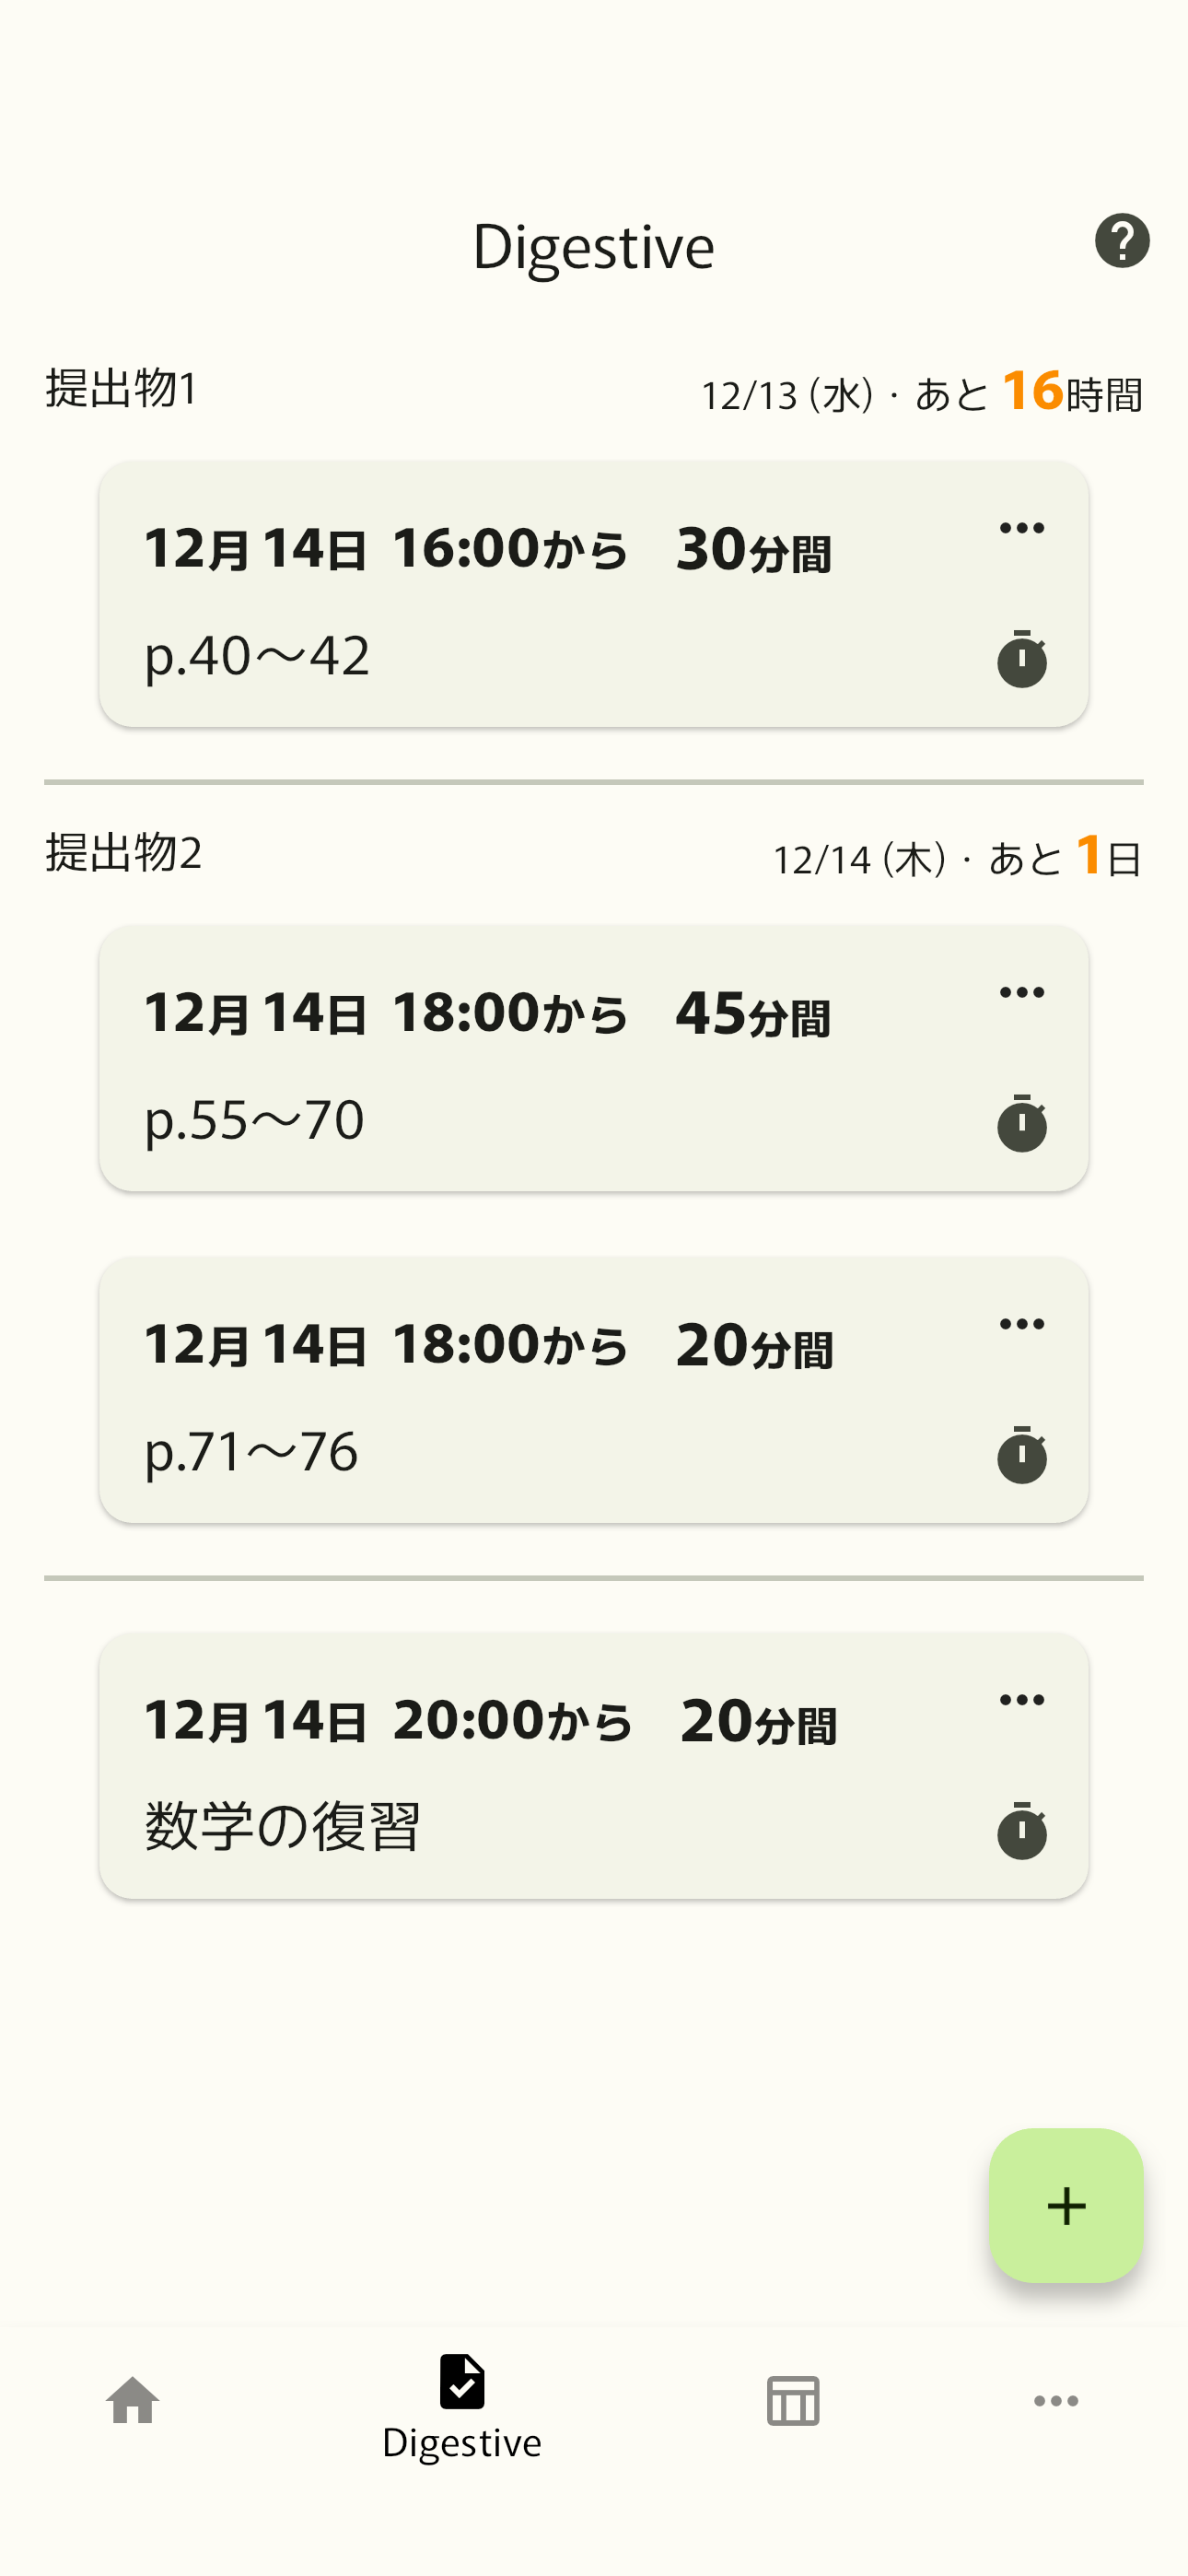 Digestive
提出物1
12/13 (水)・あと 16時間
12月 14日 16:00から 30分間
p.40〜42
提出物2
12/14 (木)・あと 1日
12月 14日 18:00から 45分間
p.55〜70
12月 14日 18:00から 20分間
p.71〜76
12月 14日 20:00から 20分間
数学の復習
Digestive